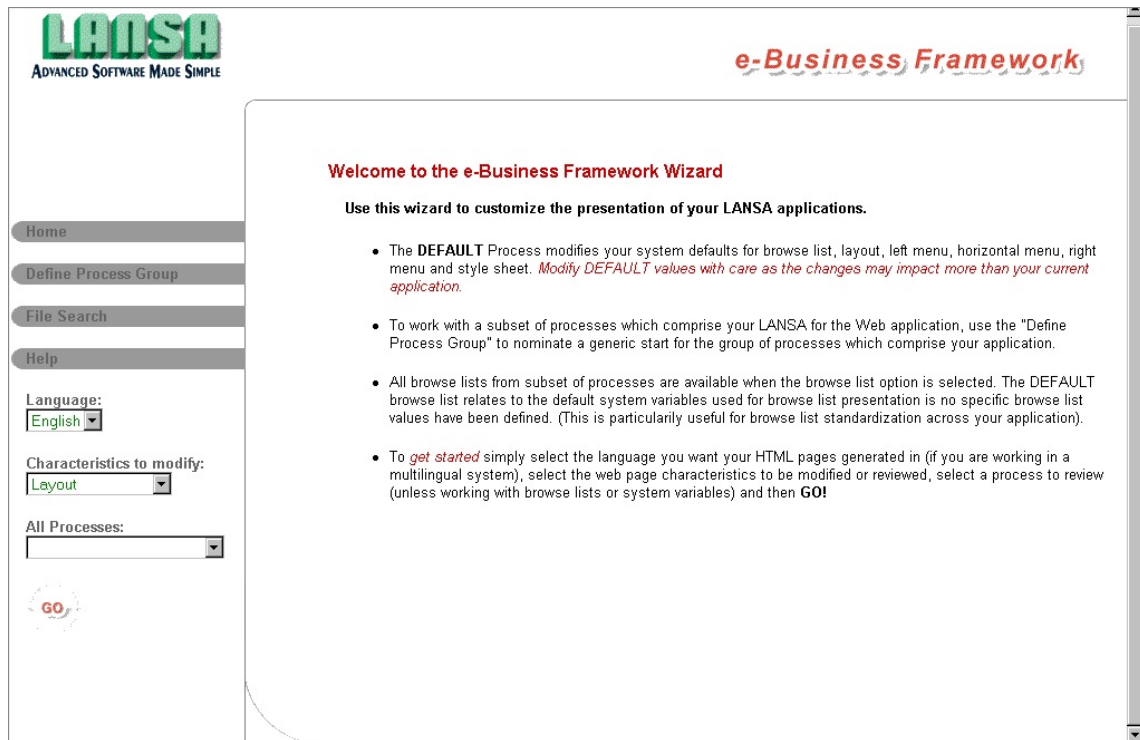 LANSA
ADVANCED SOFTWARE MADE SIMPLE
e-Business Framework
Home
Define Process Group
File Search
Help
Language:
English
Characteristics to modify:
Layout
All Processes:
GO
Welcome to the e-Business Framework Wizard
Use this wizard to customize the presentation of your LANSA applications.
• The DEFAULT Process modifies your system defaults for browse list, layout, left menu, horizontal menu, right
menu and style sheet. Modify DEFAULT values with care as the changes may impact more than your current
application.
• To work with a subset of processes which comprise your LANSA for the Web application, use the "Define
Process Group" to nominate a generic start for the group of processes which comprise your application.
• All browse lists from subset of processes are available when the browse list option is selected. The DEFAULT
browse list relates to the default system variables used for browse list presentation is no specific browse list
values have been defined. (This is particularily useful for browse list standardization across your application).
• To get started simply select the language you want your HTML pages generated in (if you are working in a
multilingual system), select the web page characteristics to be modified or reviewed, select a process to review
(unless working with browse lists or system variables) and then GO!